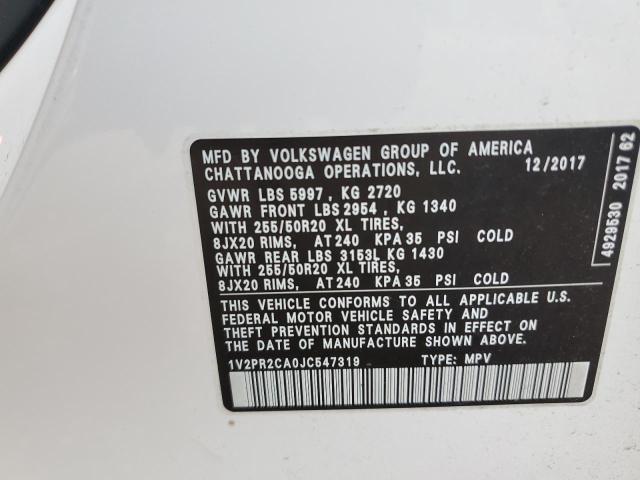 MFD BY VOLKSWAGEN GROUP OF AMERICA
CHATTANOOGA OPERATIONS, LLC. 12/2017
GVWR LBS 5997 , KG 2720
GAWR FRONT LBS 2954 , KG 1340
WITH 255/50R20 XL TIRES,
8JX20 RIMS, AT 240 KPA 35 PSI COLD
GAWR REAR LBS 3153L KG 1430
WITH 255/50R20 XL TIRES,
8JX20 RIMS, AT 240 KPA 35 PSI COLD
THIS VEHICLE CONFORMS TO ALL APPLICABLE U.S.
FEDERAL MOTOR VEHICLE SAFETY AND
THEFT PREVENTION STANDARDS IN EFFECT ON
THE DATE OF MANUFACTURE SHOWN ABOVE.
1V2PR2CA0JC547319 TYPE: MPV
4929530 2017 62